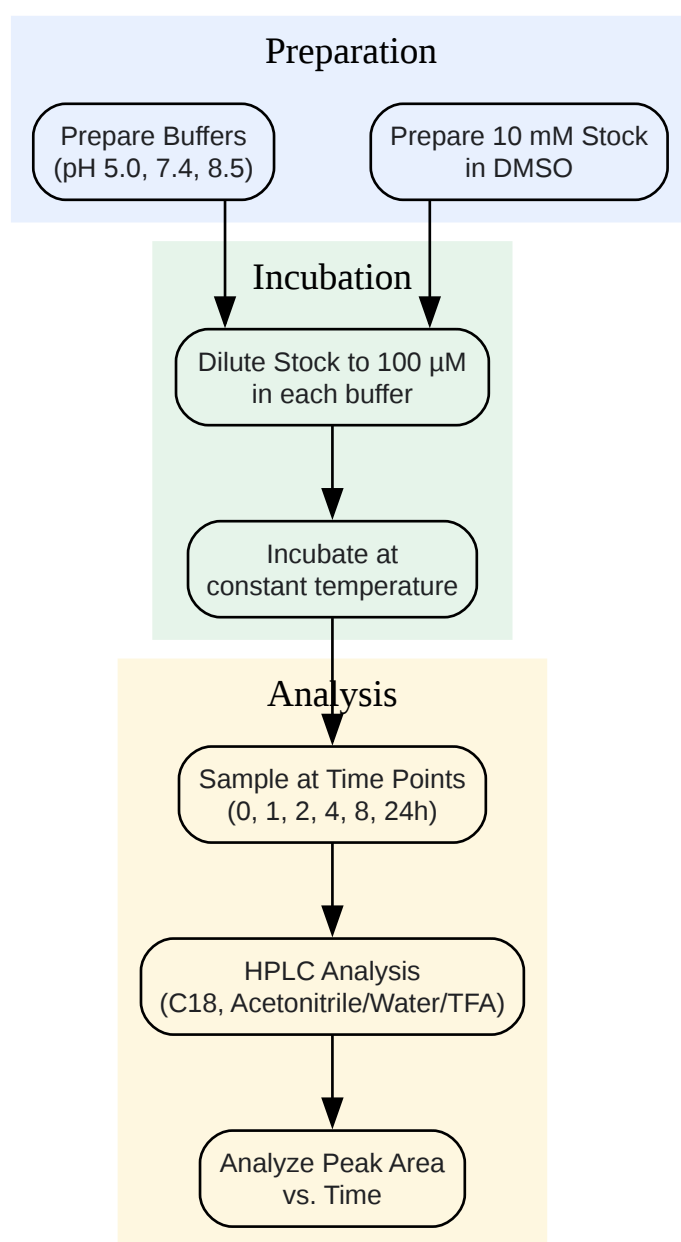 Preparation
Prepare Buffers
(pH 5.0, 7.4, 8.5)
Prepare 10 mM Stock
in DMSO
Incubation
Dilute Stock to 100 µM
in each buffer
Incubate at
constant temperature
Analysis
Sample at Time Points
(0, 1, 2, 4, 8, 24h)
HPLC Analysis
(C18, Acetonitrile/Water/TFA)
Analyze Peak Area
vs. Time